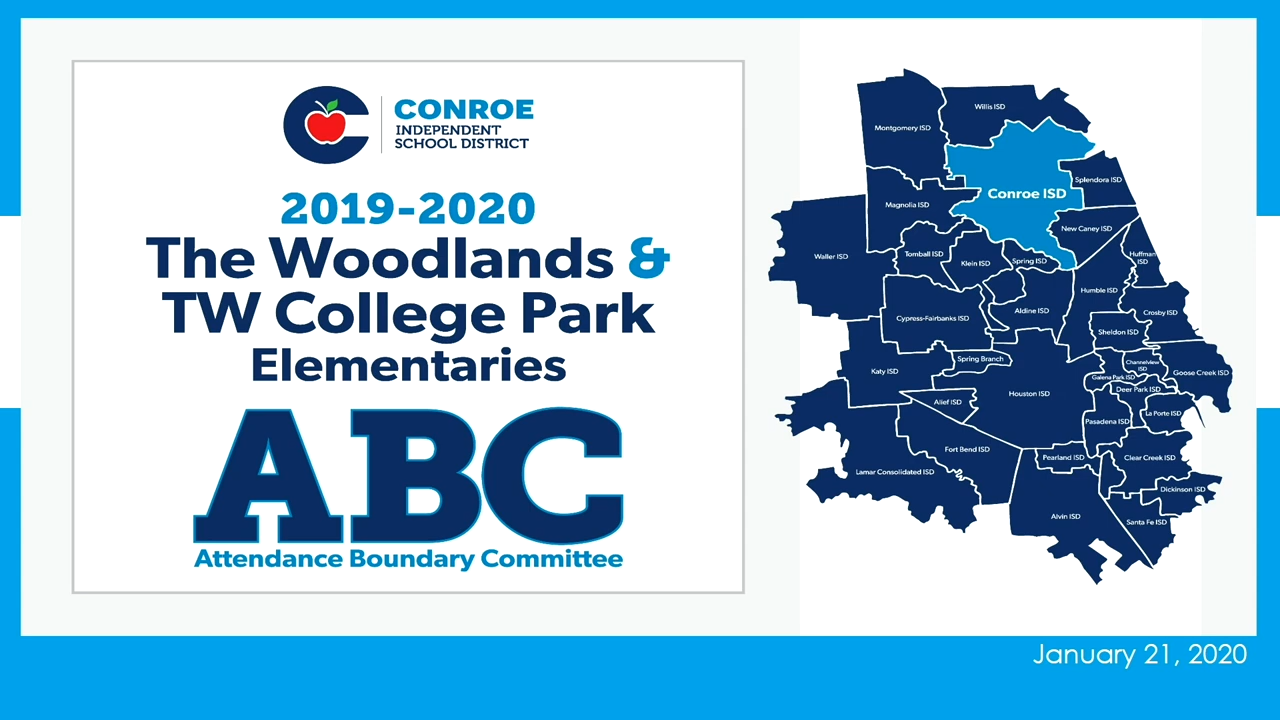 CONROE
INDEPENDENT
SCHOOL DISTRICT
2019-2020
The Woodlands &
TW College Park
Elementaries
ABC
Attendance Boundary Committee
Willis ISD
Montgomery ISD
Conroe ISD
Splendora ISD
Magnolia ISD
New Caney ISD
Waller ISD
Tomball ISD
Klein ISD
Spring ISD
Huffman
ISD
Humble ISD
Cypress-Fairbanks ISD
Aldine ISD
Crosby ISD
Sheldon ISD
Spring Branch
Channelview
ISD
Katy ISD
Galena Park ISD
Goose Creek ISD
Deer Park ISD
Houston ISD
Alief ISD
La Porte ISD
Pasadena ISD
Fort Bend ISD
Pearland ISD
Clear Creek ISD
Lamar Consolidated ISD
Dickinson ISD
Alvin ISD
Santa Fe ISD
January 21, 2020